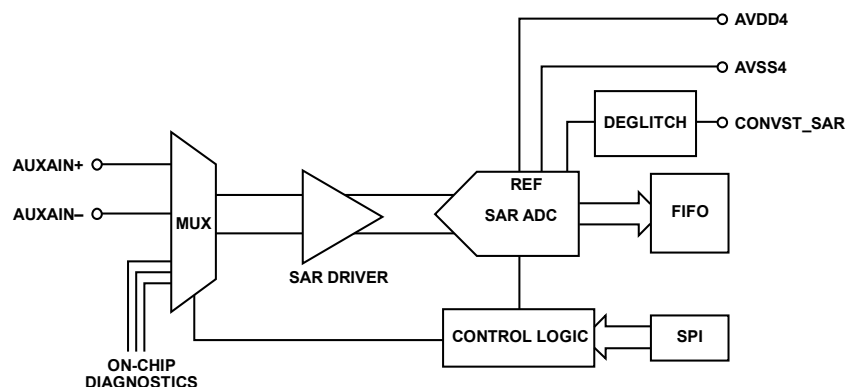 AVDD4
AVSS4
DEGLITCH
CONVST_SAR
AUXAIN+
AUXAIN–
MUX
REF
SAR ADC
FIFO
SAR DRIVER
CONTROL LOGIC
SPI
ON-CHIP
DIAGNOSTICS